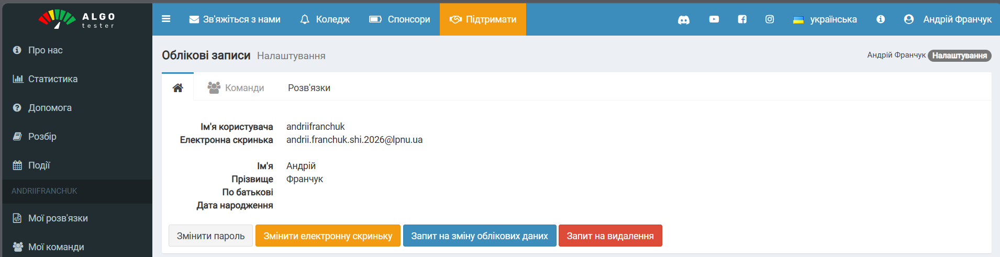 ALGO
tester
Про нас
Статистика
Допомога
Розбір
Події
ANDRIIFRANCHUK
Мої розв'язки
Мої команди
Зв'яжіться з нами
Коледж
Спонсори
Підтримати
українська
Андрій Франчук
Облікові записи Налаштування
Андрій Франчук Налаштування
Команди
Розв'язки
Ім'я користувача andriifranchuk
Електронна скринька andrii.franchuk.shi.2026@lpnu.ua
Ім'я Андрій
Прізвище Франчук
По батькові
Дата народження
Змінити пароль
Змінити електронну скриньку
Запит на зміну облікових даних
Запит на видалення